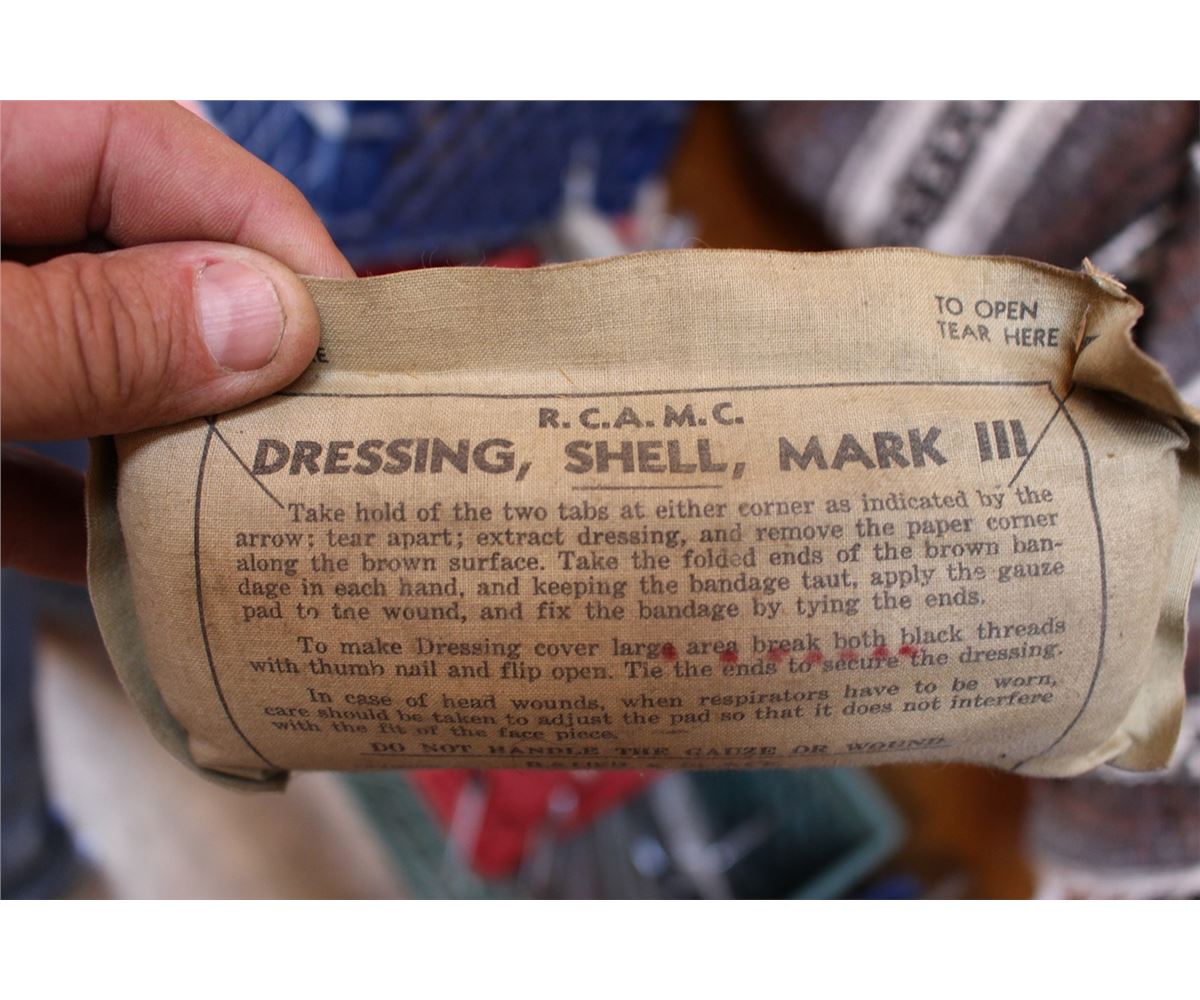 TO OPEN
TEAR HERE
R.C.A.M.C.
DRESSING, SHELL, MARK III
Take hold of the two tabs at either corner as indicated by the
arrow; tear apart; extract dressing, and remove the paper corner
along the brown surface. Take the folded ends of the brown ban-
dage in each hand, and keeping the bandage taut, apply the gauze
pad to the wound, and fix the bandage by tying the ends.
To make Dressing cover large area break both black threads
with thumb nail and flip open. Tie the ends to secure the dressing.
In case of head wounds, when respirators have to be worn,
care should be taken to adjust the pad so that it does not interfere
with the fit of the face piece.
DO NOT HANDLE THE GAUZE OR WOUND